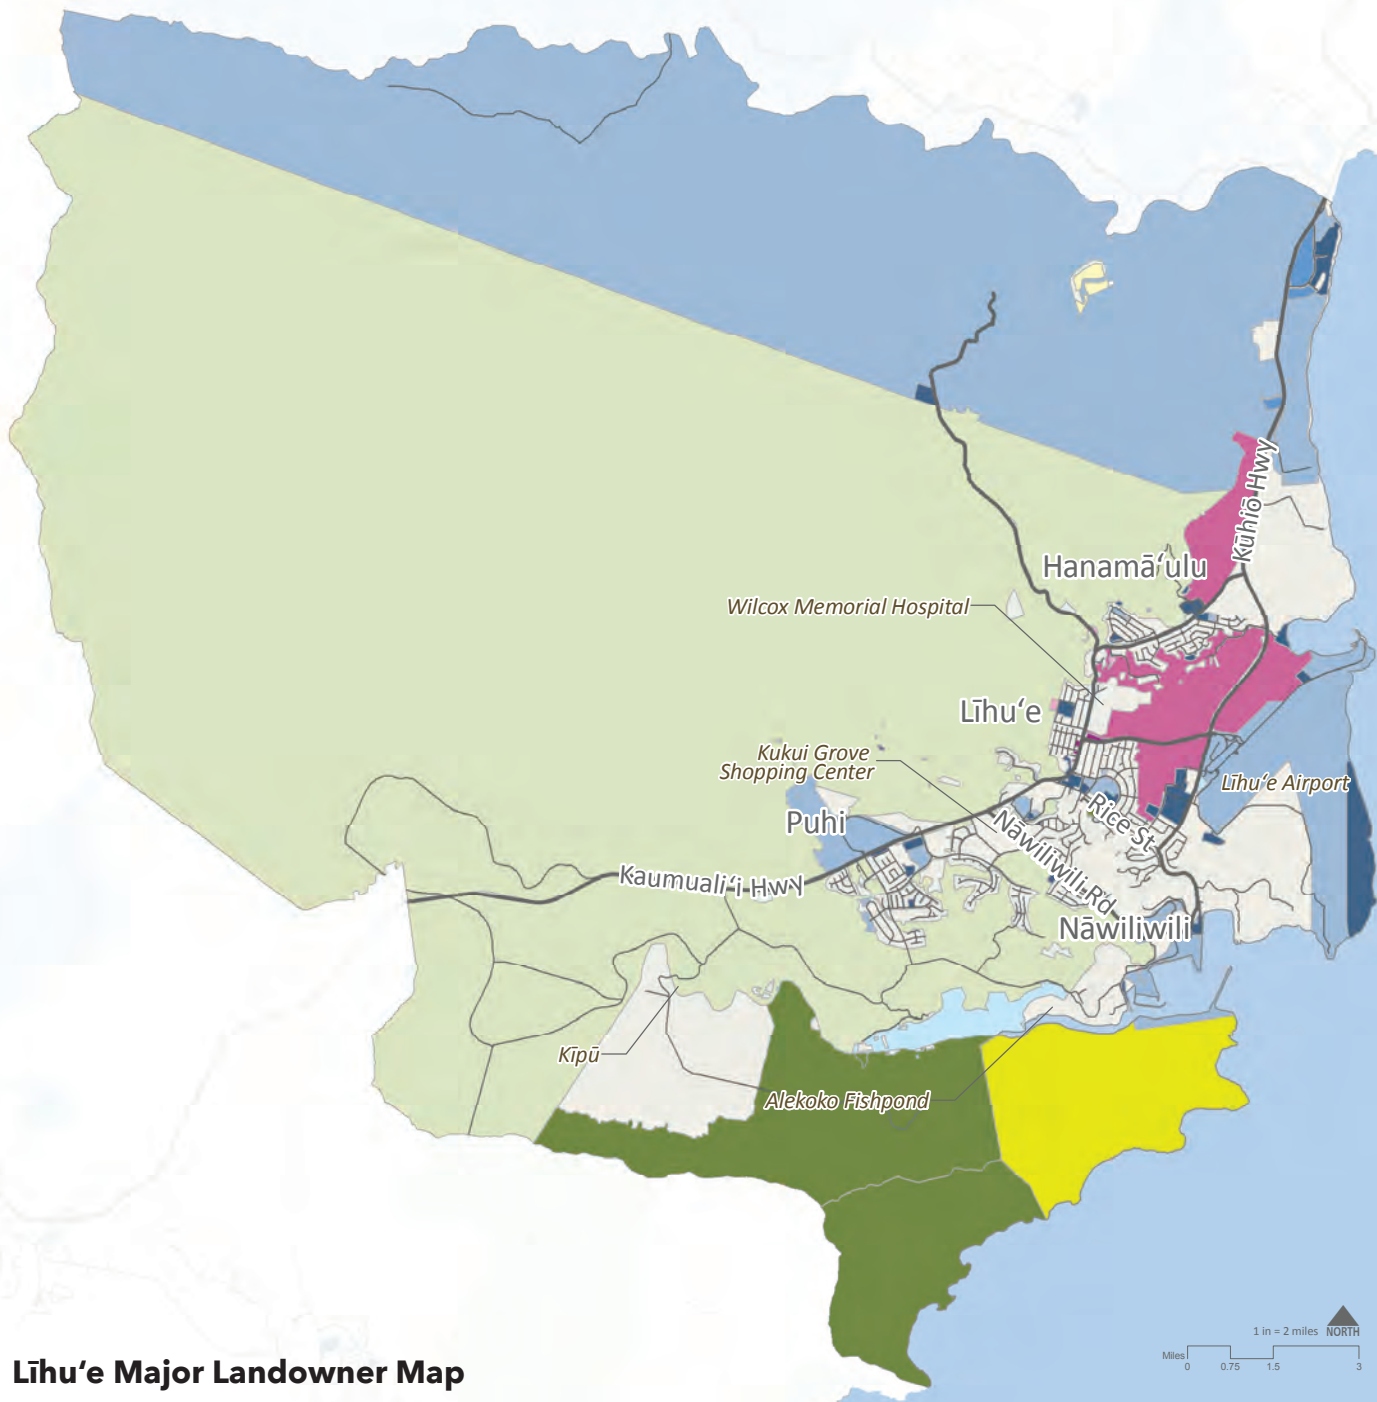 Kūhiō Hwy
Hanamāʻulu
Wilcox Memorial Hospital
Līhuʻe
Kukui Grove
Shopping Center
Līhuʻe Airport
Puhi
Rice St
Nāwiliwili Rd
Kaumualiʻi Hwy
Nāwiliwili
Kīpū
Alekoko Fishpond
1 in = 2 miles NORTH
Miles
0 0.75 1.5 3
Līhuʻe Major Landowner Map